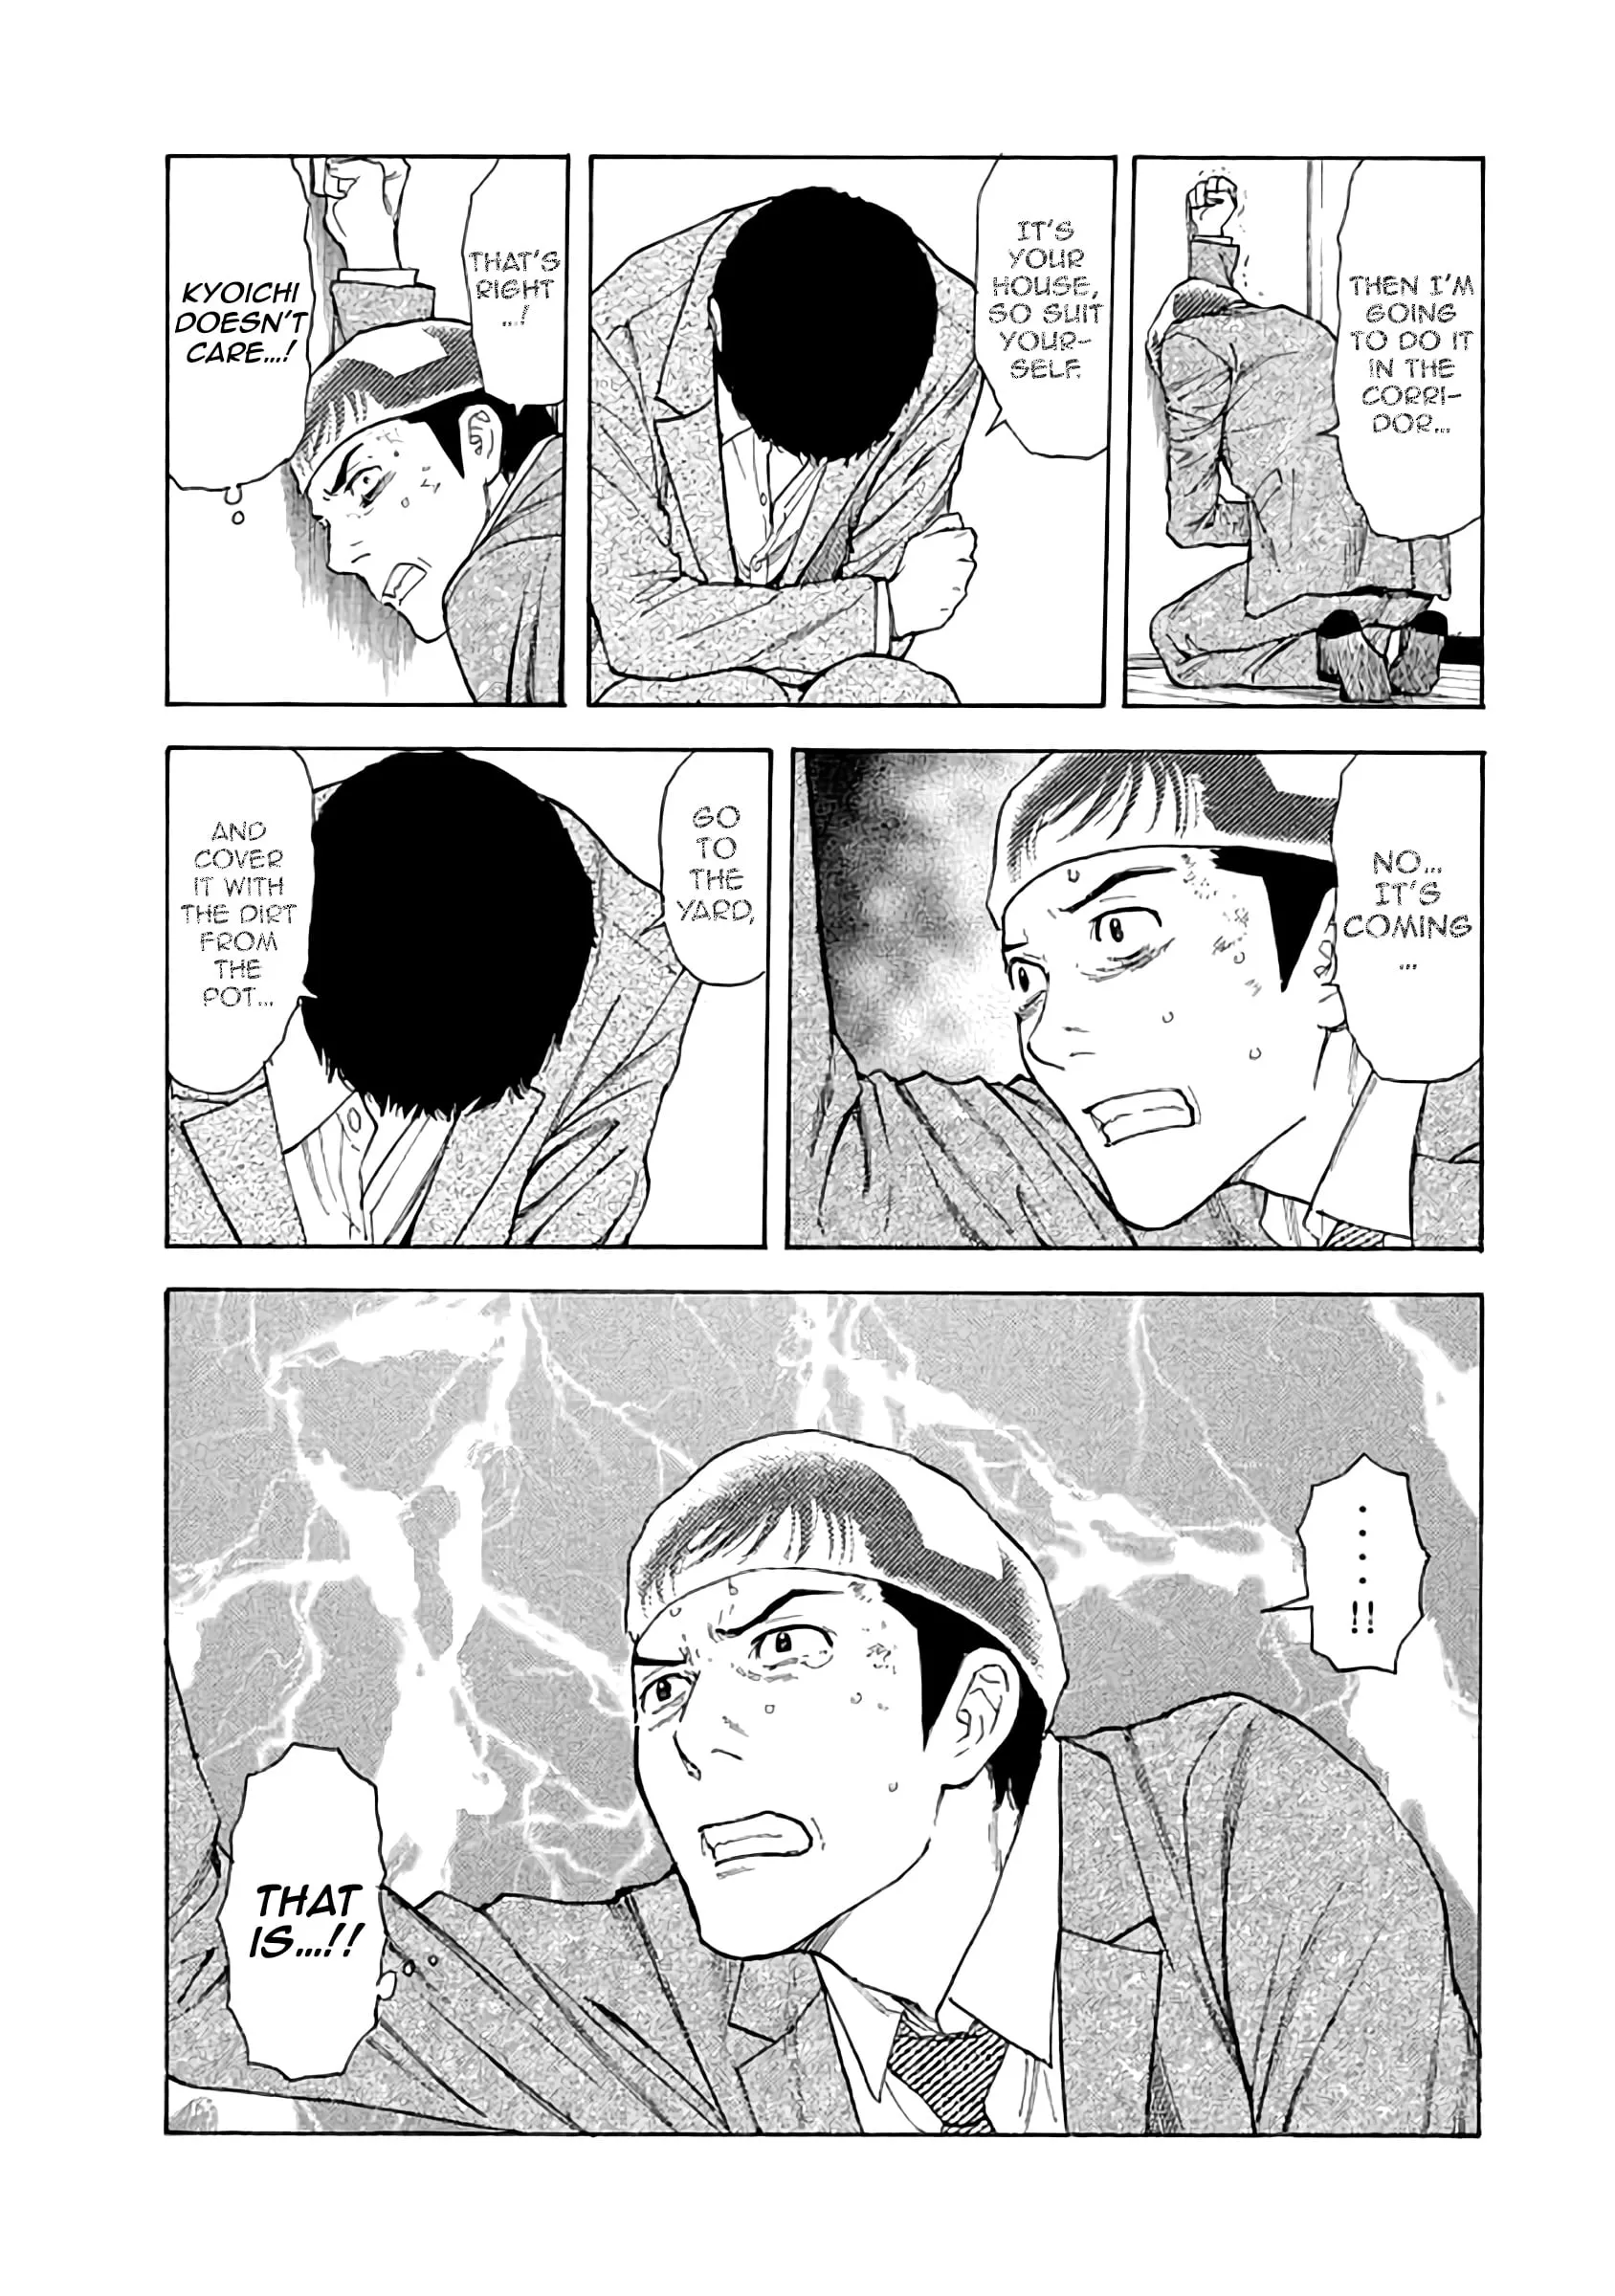 THEN I'M
GOING
TO DO IT
IN THE
CORRI-
DOR...
IT'S
YOUR
HOUSE,
SO SUIT
YOUR-
SELF.
THAT'S
RIGHT
...!
KYOICHI
DOESN'T
CARE...!
NO...
IT'S
COMING
...
GO
TO
THE
YARD,
AND
COVER
IT WITH
THE DIRT
FROM
THE
POT...
.....!!
THAT
IS...!!